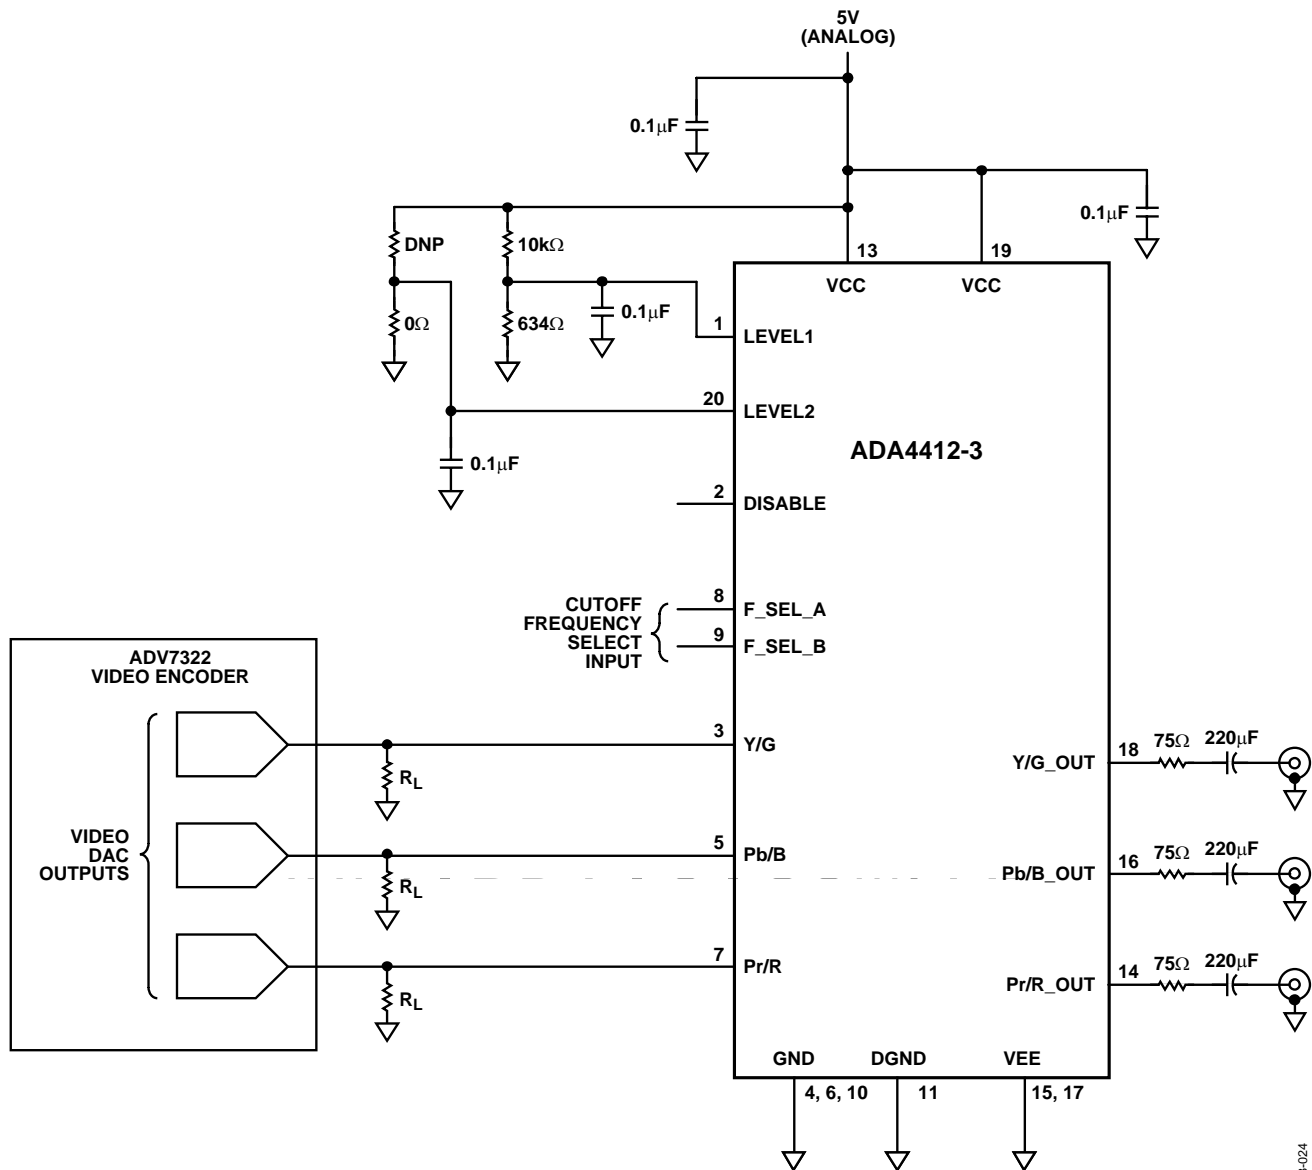 5V
(ANALOG)
0.1μF
0.1μF
DNP
10kΩ
13
19
VCC
VCC
0Ω
634Ω
0.1μF
1
LEVEL1
20
LEVEL2
ADA4412-3
0.1μF
2
DISABLE
CUTOFF
FREQUENCY
SELECT
INPUT
8
F_SEL_A
9
F_SEL_B
ADV7322
VIDEO ENCODER
3
Y/G
RL
18
75Ω
220μF
Y/G_OUT
VIDEO
DAC
OUTPUTS
5
Pb/B
RL
16
75Ω
220μF
Pb/B_OUT
7
Pr/R
RL
14
75Ω
220μF
Pr/R_OUT
GND
DGND
VEE
4, 6, 10
11
15, 17